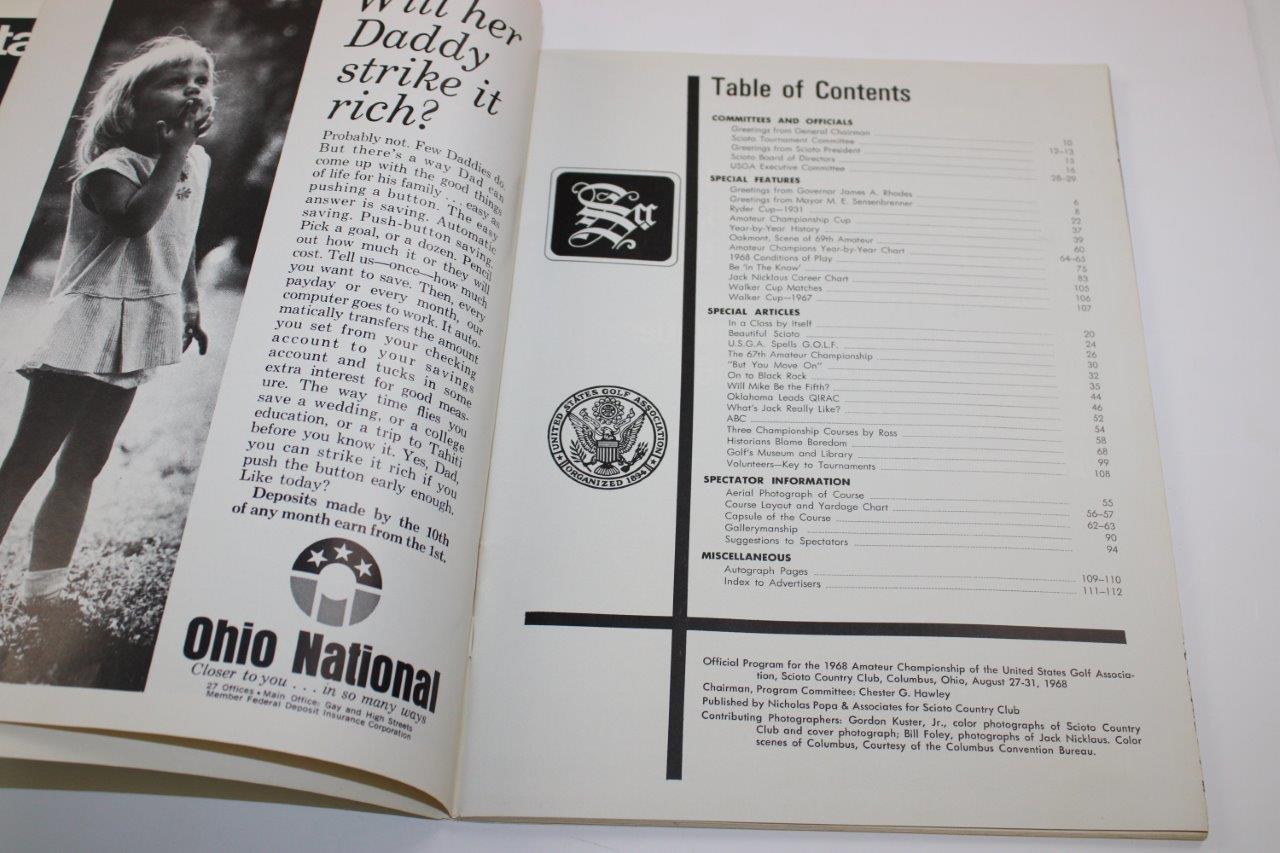 ta
Will her
Daddy
strike it
rich?
Probably not. Few Daddies do.
But there's a way Dad can
come up with the good things
of life for his family . . . easy as
pushing a button. The easy
answer is saving. Automatic
saving. Push-button saving.
Pick a goal, or a dozen. Pencil
out how much it or they will
cost. Tell us—once—how much
you want to save. Then, every
payday or every month, our
computer goes to work. It auto-
matically transfers the amount
you set from your checking
account to your savings
account and tucks in some
extra interest for good meas-
ure. The way time flies you
save a wedding, or a college
education, or a trip to Tahiti
before you know it. Yes, Dad,
you can strike it rich if you
push the button early enough.
Like today?
Deposits made by the 10th
of any month earn from the 1st.
Ohio National
Closer to you . . . in so many ways
27 Offices • Main Office: Gay and High Streets
Member Federal Deposit Insurance Corporation
Scc
UNITED STATES GOLF ASSOCIATION
ORGANIZED 1894
Table of Contents
COMMITTEES AND OFFICIALS
Greetings from General Chairman 10
Scioto Tournament Committee 12–13
Greetings from Scioto President 15
Scioto Board of Directors 16
USGA Executive Committee 28–29
SPECIAL FEATURES
Greetings from Governor James A. Rhodes 6
Greetings from Mayor M. E. Sensenbrenner 8
Ryder Cup—1931 22
Amateur Championship Cup 37
Year-by-Year History 39
Oakmont, Scene of 69th Amateur 60
Amateur Champions Year-by-Year Chart 64–65
1968 Conditions of Play 75
Be 'In The Know' 83
Jack Nicklaus Career Chart 105
Walker Cup Matches 106
Walker Cup—1967 107
SPECIAL ARTICLES
In a Class by Itself 20
Beautiful Scioto 24
U.S.G.A. Spells G.O.L.F. 26
The 67th Amateur Championship 30
"But You Move On" 32
On to Black Rock 35
Will Mike Be the Fifth? 44
Oklahoma Leads QIRAC 46
What's Jack Really Like? 52
ABC 54
Three Championship Courses by Ross 58
Historians Blame Boredom 68
Golf's Museum and Library 99
Volunteers—Key to Tournaments 108
SPECTATOR INFORMATION
Aerial Photograph of Course 55
Course Layout and Yardage Chart 56–57
Capsule of the Course 62–63
Gallerymanship 90
Suggestions to Spectators 94
MISCELLANEOUS
Autograph Pages 109–110
Index to Advertisers 111–112
Official Program for the 1968 Amateur Championship of the United States Golf Associa-
tion, Scioto Country Club, Columbus, Ohio, August 27-31, 1968
Chairman, Program Committee: Chester G. Hawley
Published by Nicholas Popa & Associates for Scioto Country Club
Contributing Photographers: Gordon Kuster, Jr., color photographs of Scioto Country
Club and cover photograph; Bill Foley, photographs of Jack Nicklaus. Color
scenes of Columbus, Courtesy of the Columbus Convention Bureau.